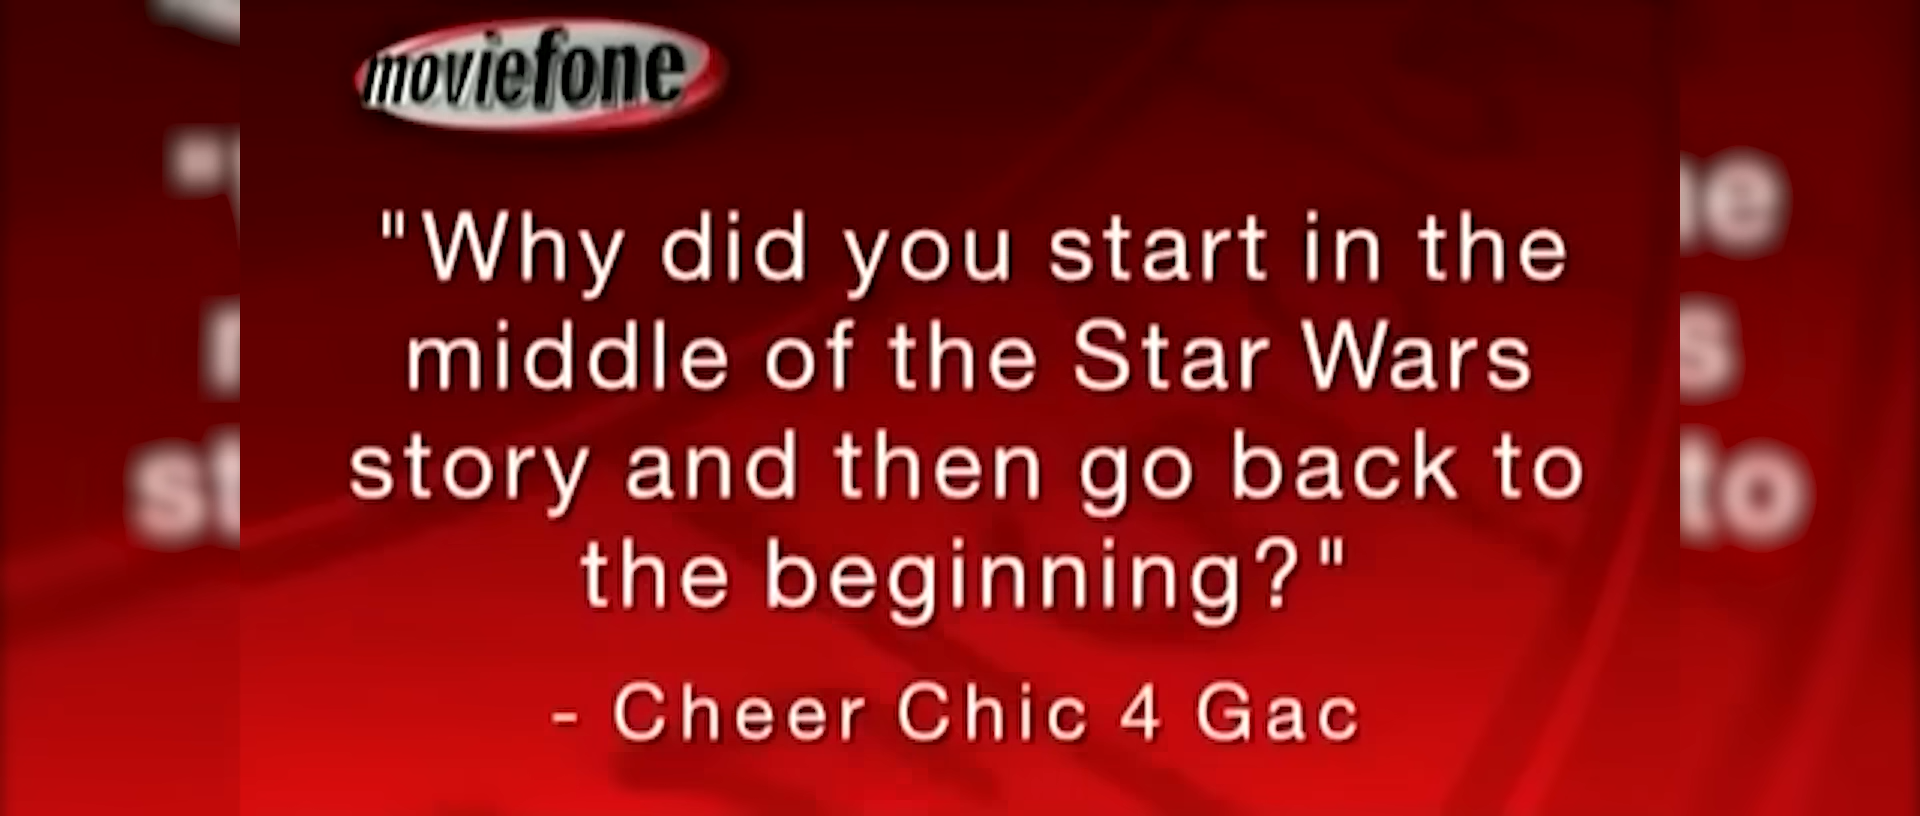 moviefone
"Why did you start in the
middle of the Star Wars
story and then go back to
the beginning?"
- Cheer Chic 4 Gac